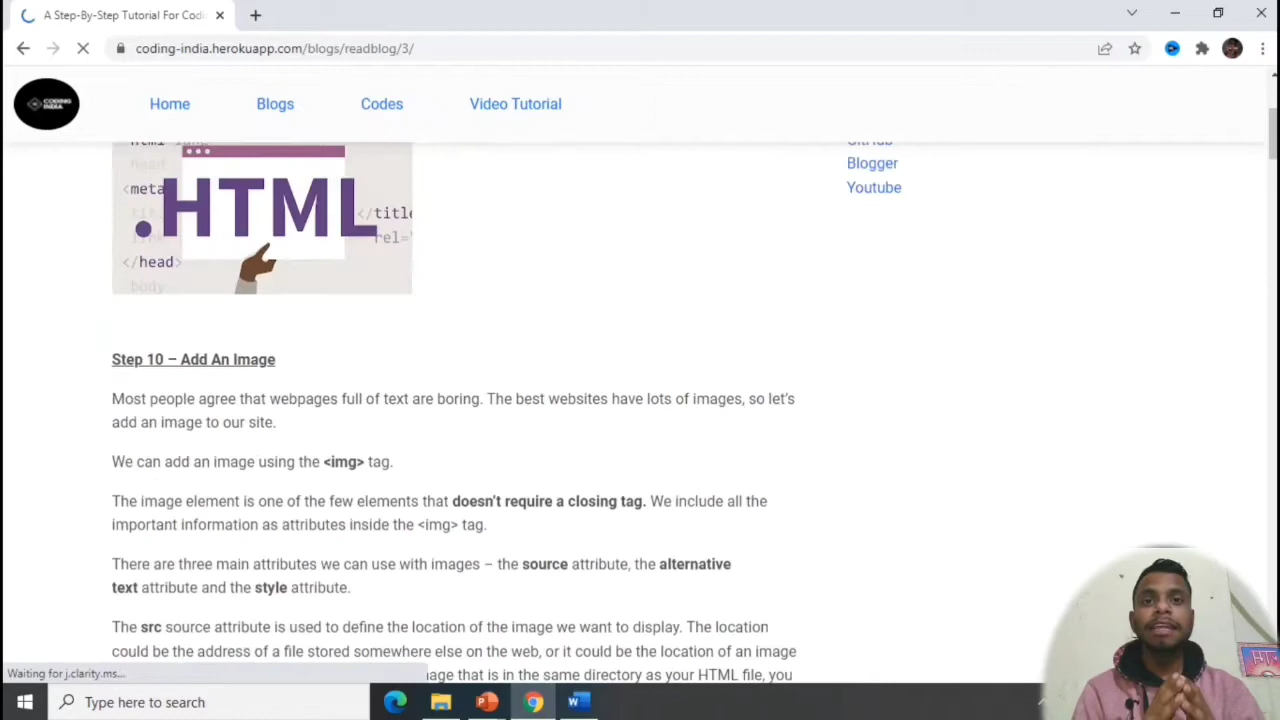 A Step-By-Step Tutorial For Codi
coding-india.herokuapp.com/blogs/readblog/3/
CODING
INDIA
Home
Blogs
Codes
Video Tutorial
GitHub
Blogger
Youtube
head
<meta
.HTML
</title
rel="
</head>
body
Step 10 – Add An Image
Most people agree that webpages full of text are boring. The best websites have lots of images, so let's
add an image to our site.
We can add an image using the <img> tag.
The image element is one of the few elements that doesn't require a closing tag. We include all the
important information as attributes inside the <img> tag.
There are three main attributes we can use with images – the source attribute, the alternative
text attribute and the style attribute.
The src source attribute is used to define the location of the image we want to display. The location
could be the address of a file stored somewhere else on the web, or it could be the location of an image
Waiting for j.clarity.ms...
age that is in the same directory as your HTML file, you
Type here to search